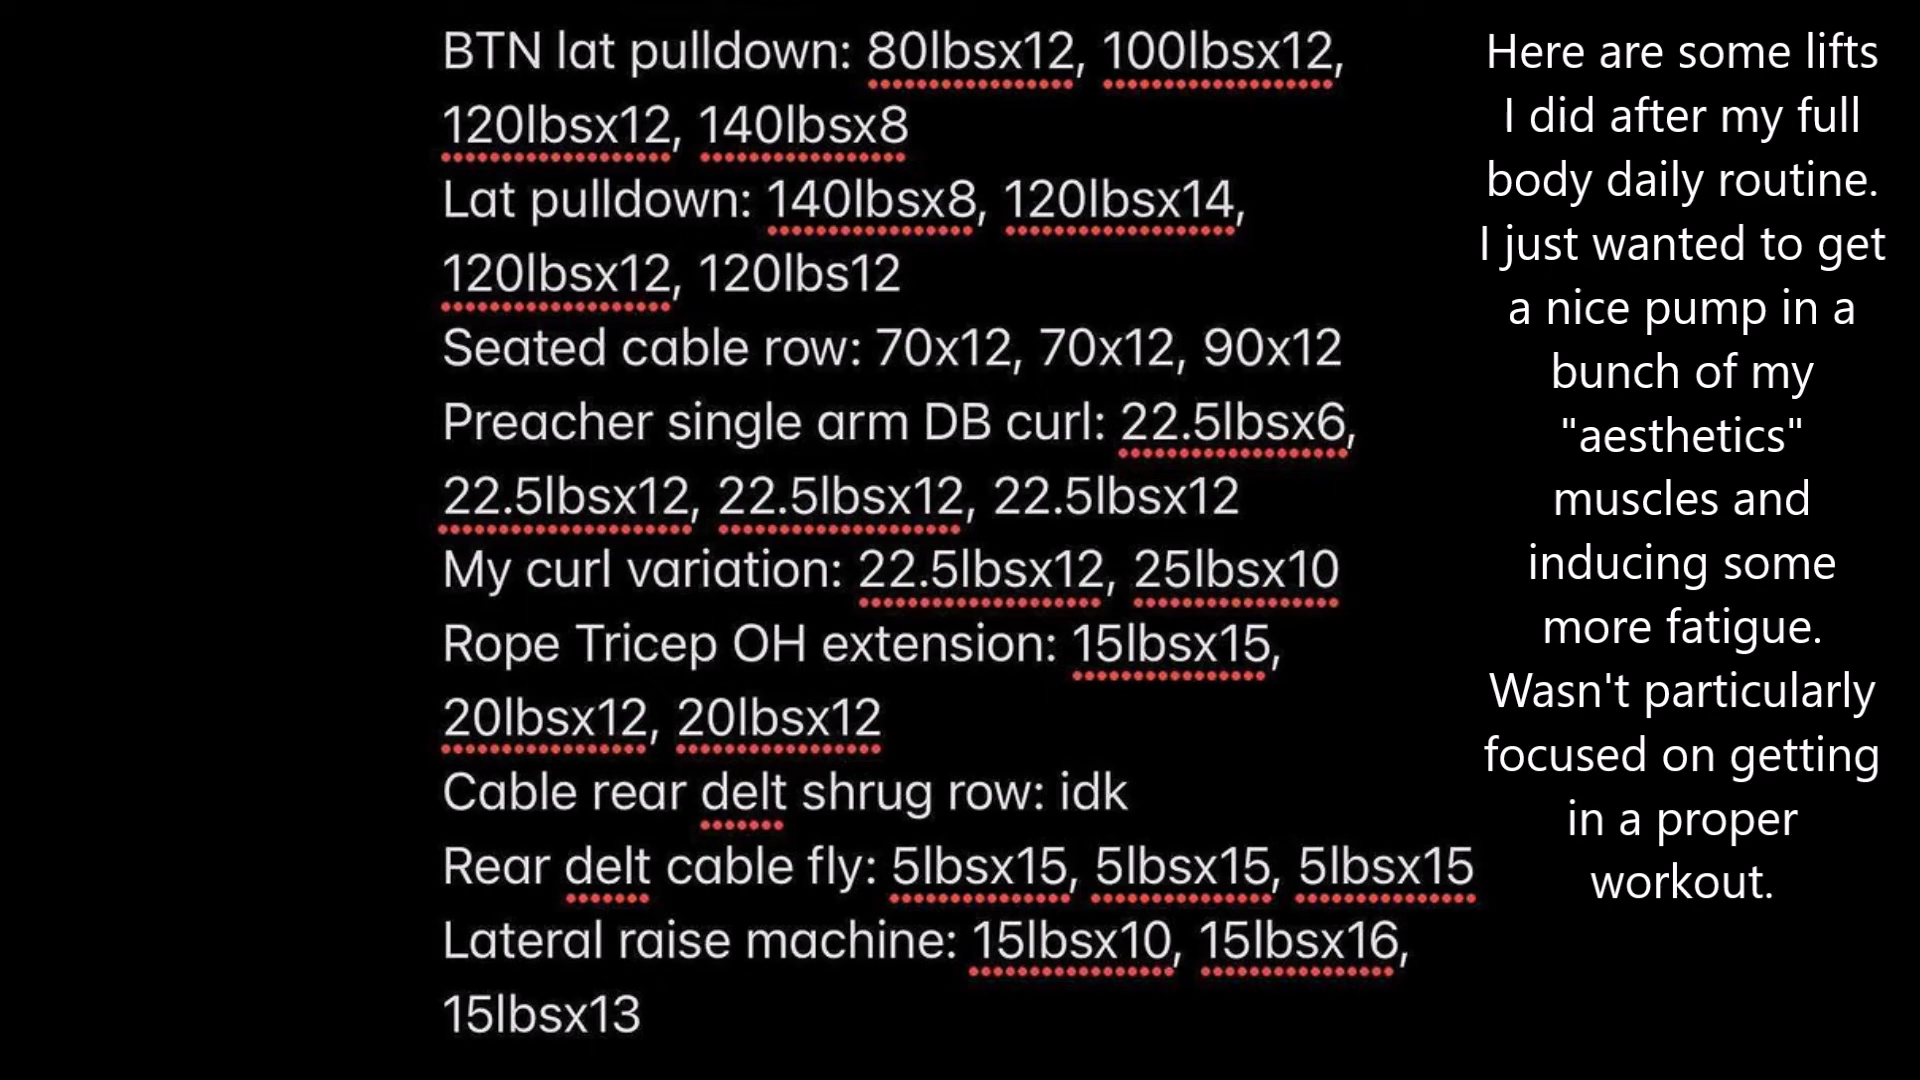 BTN lat pulldown: 80lbsx12, 100lbsx12,
120lbsx12, 140lbsx8
Lat pulldown: 140lbsx8, 120lbsx14,
120lbsx12, 120lbs12
Seated cable row: 70x12, 70x12, 90x12
Preacher single arm DB curl: 22.5lbsx6,
22.5lbsx12, 22.5lbsx12, 22.5lbsx12
My curl variation: 22.5lbsx12, 25lbsx10
Rope Tricep OH extension: 15lbsx15,
20lbsx12, 20lbsx12
Cable rear delt shrug row: idk
Rear delt cable fly: 5lbsx15, 5lbsx15, 5lbsx15
Lateral raise machine: 15lbsx10, 15lbsx16,
15lbsx13
Here are some lifts
I did after my full
body daily routine.
I just wanted to get
a nice pump in a
bunch of my
"aesthetics"
muscles and
inducing some
more fatigue.
Wasn't particularly
focused on getting
in a proper
workout.